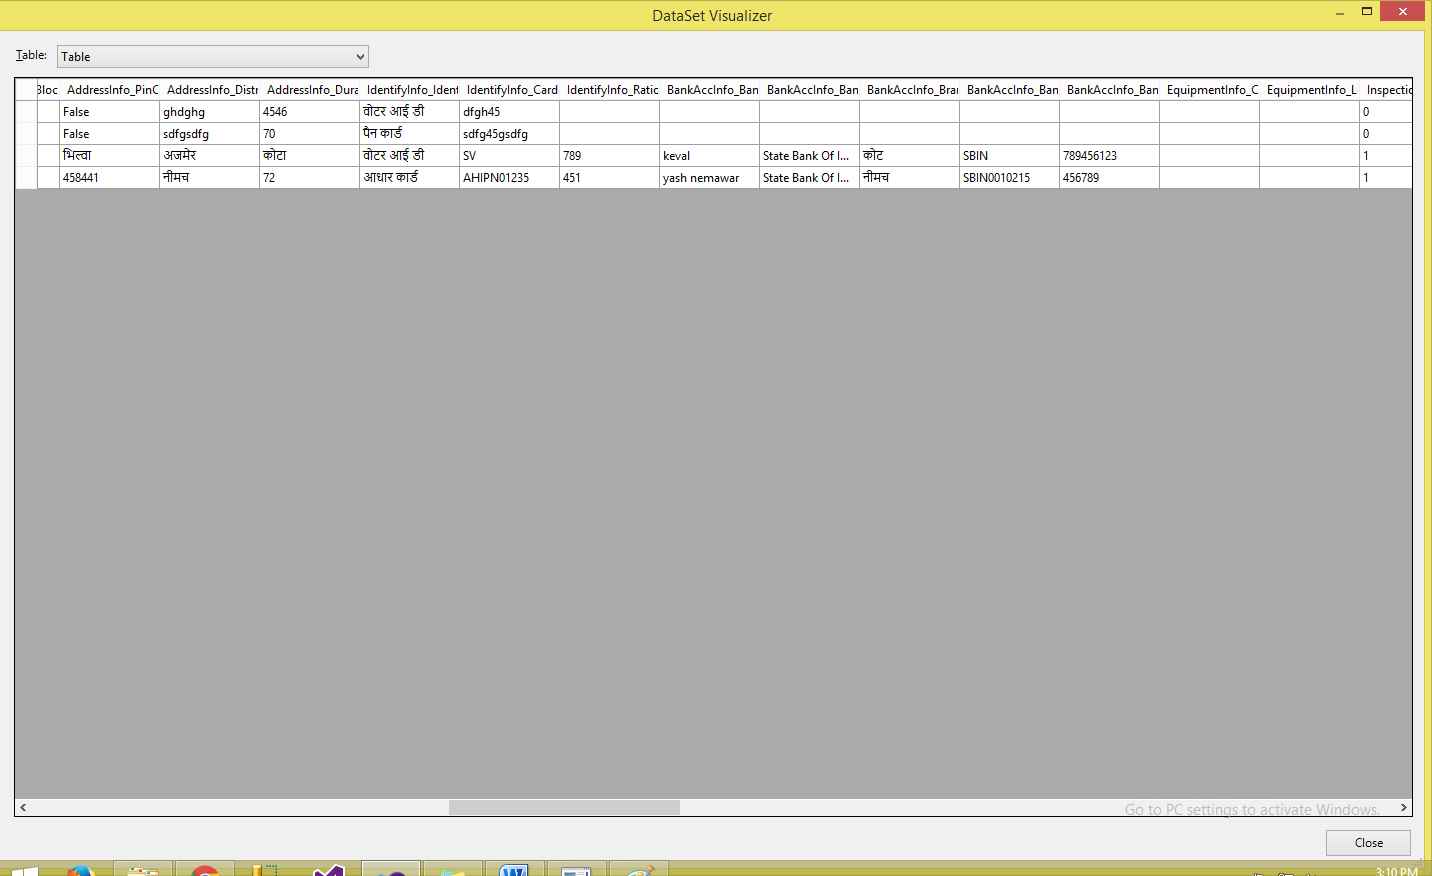 DataSet Visualizer
Table: Table
Bloc AddressInfo_PinC AddressInfo_Distr AddressInfo_Dura IdentifyInfo_Ident IdentifyInfo_Card IdentifyInfo_Ratic BankAccInfo_Ban BankAccInfo_Ban BankAccInfo_Bran BankAccInfo_Ban BankAccInfo_Ban EquipmentInfo_C EquipmentInfo_L Inspectic
False ghdghg 4546 वोटर आई डी dfgh45 0
False sdfgsdfg 70 पैन कार्ड sdfg45gsdfg 0
भिल्वा अजमेर कोटा वोटर आई डी SV 789 keval State Bank Of I... कोट SBIN 789456123 1
458441 नीमच 72 आधार कार्ड AHIPN01235 451 yash nemawar State Bank Of I... नीमच SBIN0010215 456789 1
Go to PC settings to activate Windows.
Close
3:10 PM